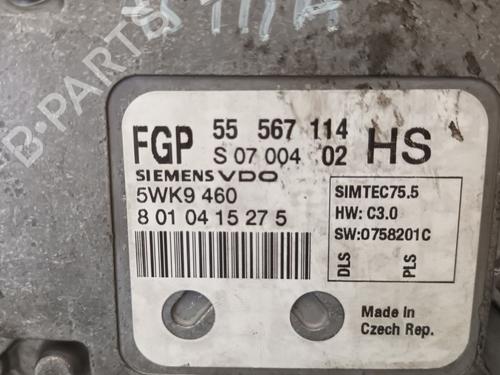 FGP 55 567 114 HS
S 07 004 02
SIEMENS VDO
5WK9 460
8 01 04 15 27 5
SIMTEC75.5
HW: C3.0
SW:0758201C
DLS PLS
Made in
Czech Rep.